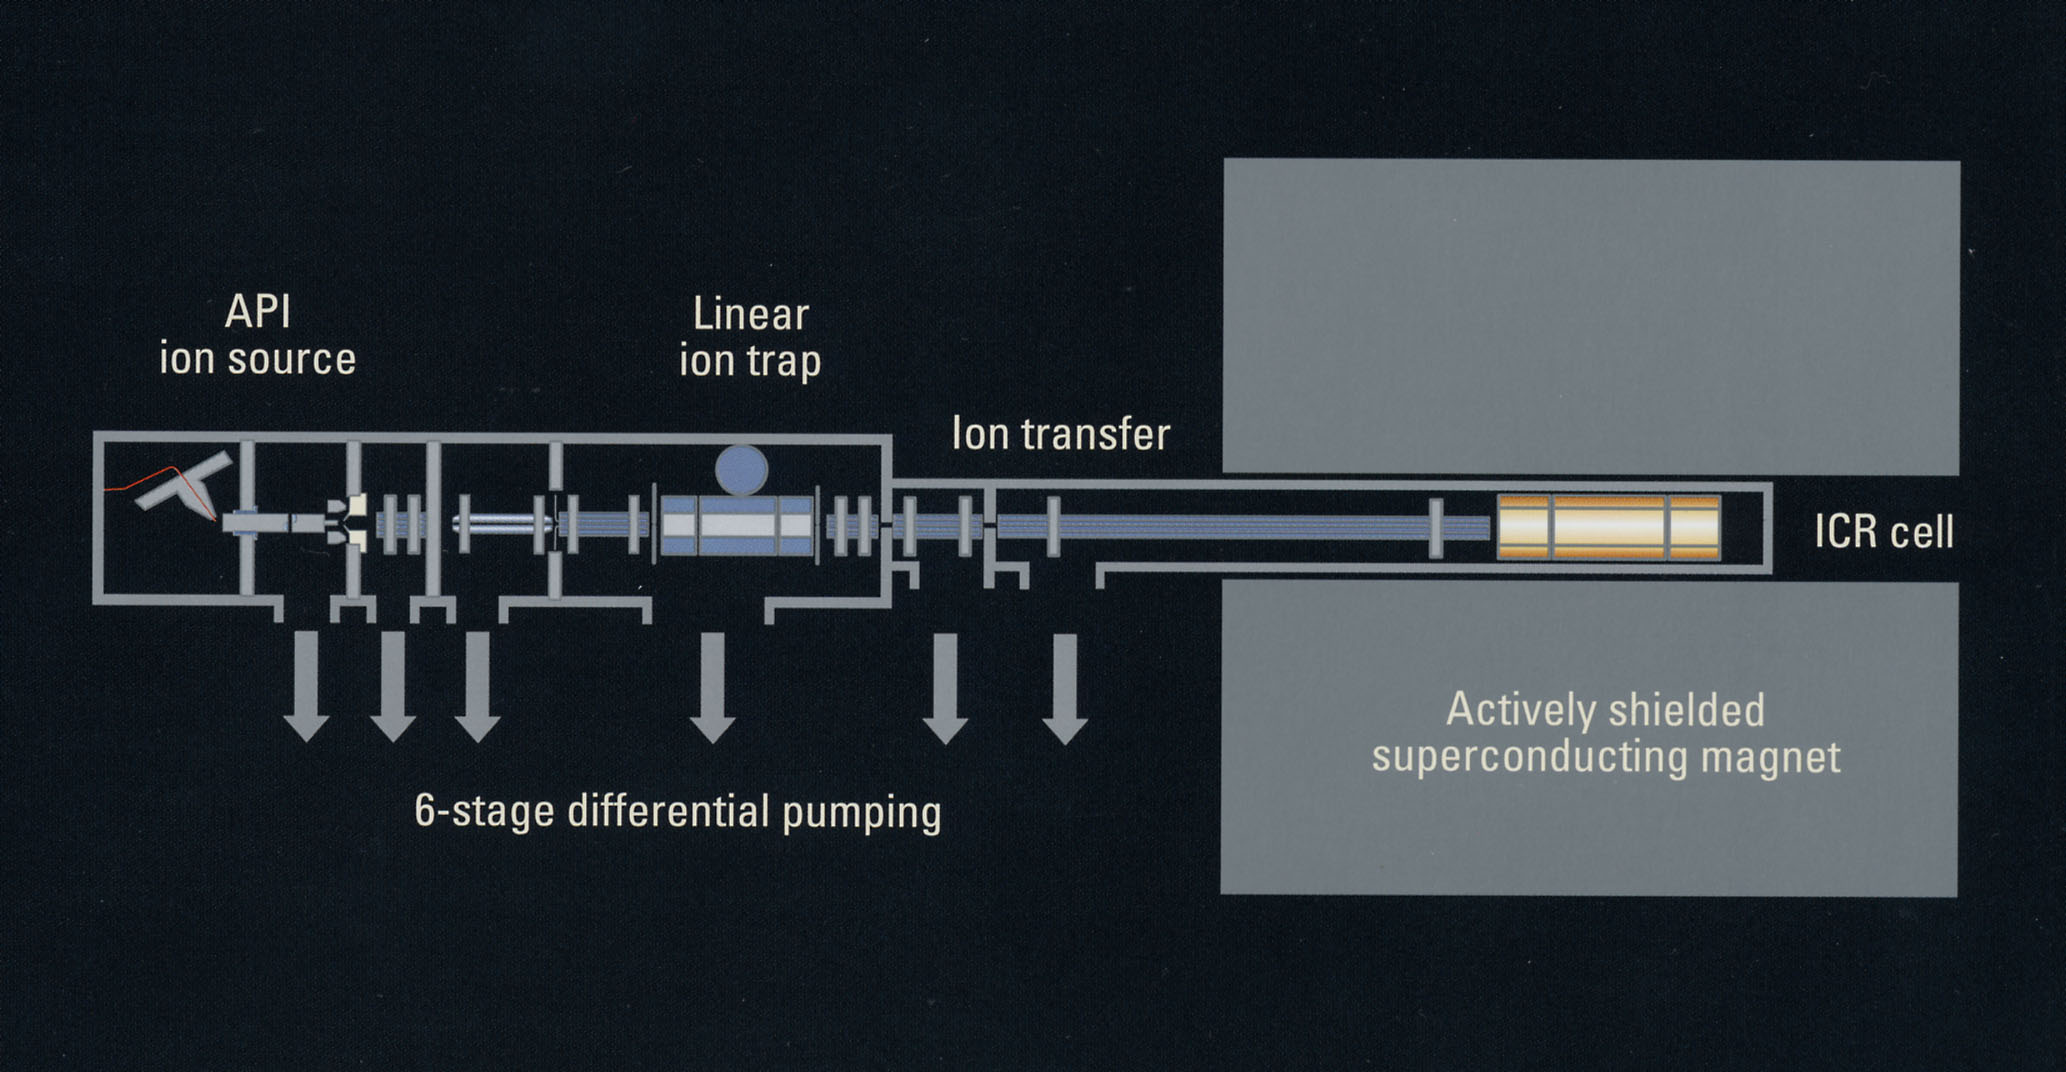 API
ion source
Linear
ion trap
Ion transfer
ICR cell
Actively shielded
superconducting magnet
6-stage differential pumping